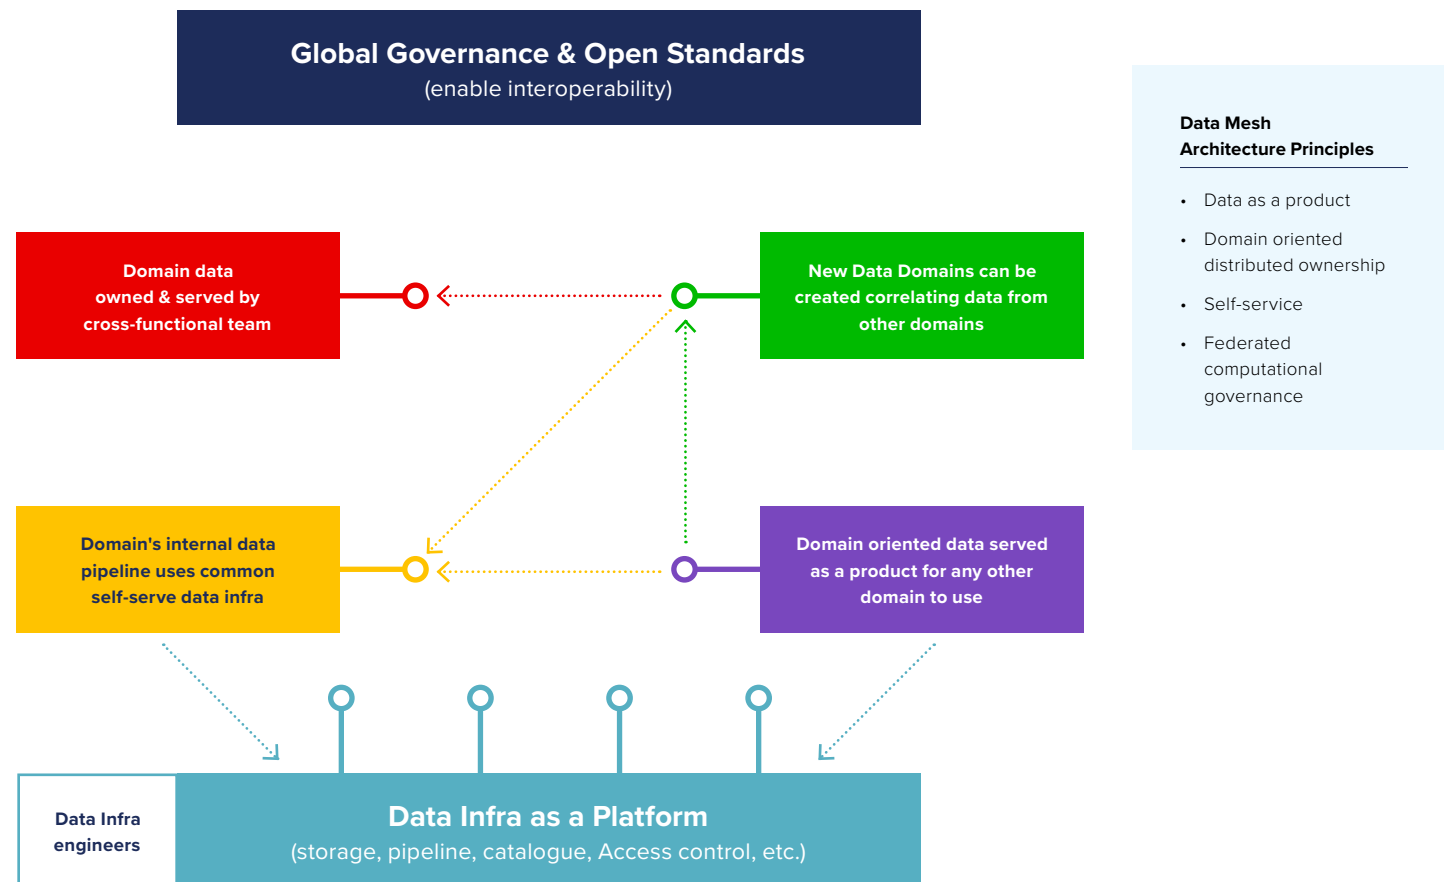 Global Governance & Open Standards
(enable interoperability)
Data Mesh
Architecture Principles
• Data as a product
• Domain oriented
distributed ownership
• Self-service
• Federated
computational
governance
Domain data
owned & served by
cross-functional team
New Data Domains can be
created correlating data from
other domains
Domain's internal data
pipeline uses common
self-serve data infra
Domain oriented data served
as a product for any other
domain to use
Data Infra
engineers
Data Infra as a Platform
(storage, pipeline, catalogue, Access control, etc.)